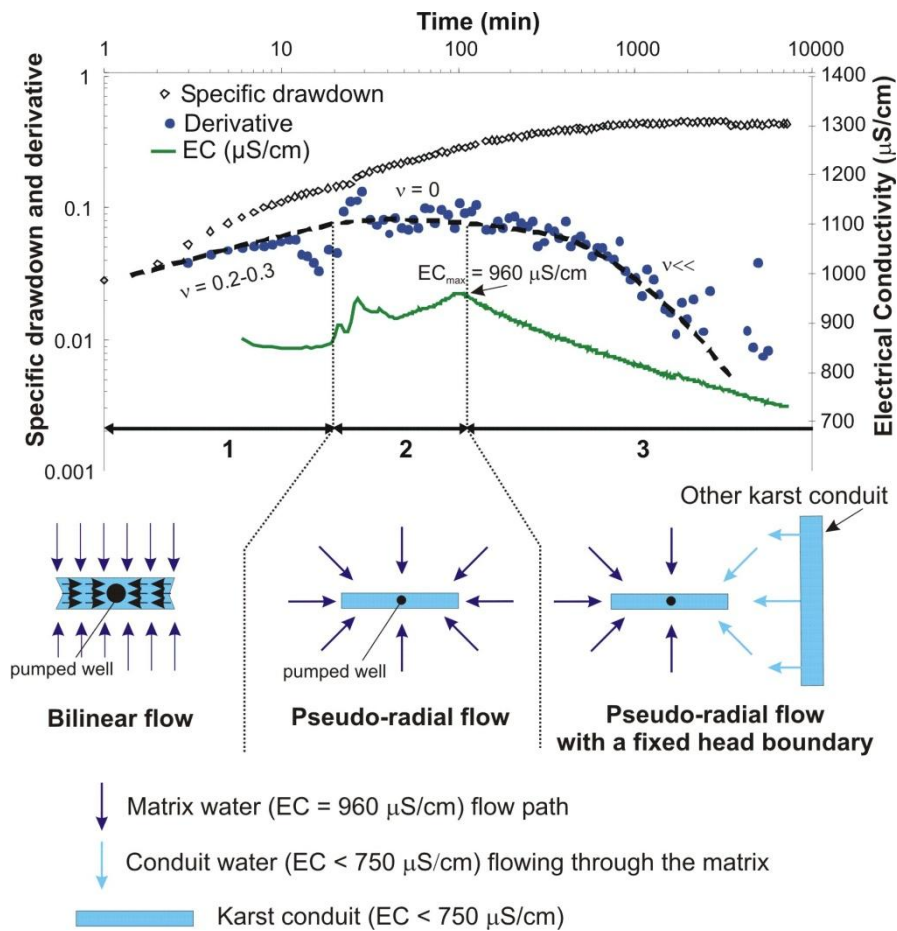 Time (min)
1 10 100 1000 10000
Specific drawdown and derivative
1
0.1
0.01
0.001
Specific drawdown
Derivative
EC (µS/cm)
ν = 0
ν = 0.2-0.3
ECmax = 960 µS/cm
ν<<
1400
1300
1200
1100
1000
900
800
700
Electrical Conductivity (µS/cm)
1 2 3
pumped well
Bilinear flow
pumped well
Pseudo-radial flow
Other karst conduit
Pseudo-radial flow
with a fixed head boundary
Matrix water (EC = 960 µS/cm) flow path
Conduit water (EC < 750 µS/cm) flowing through the matrix
Karst conduit (EC < 750 µS/cm)